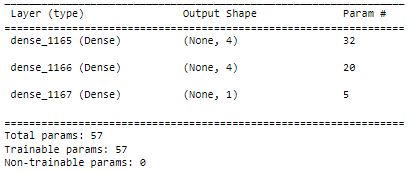 Layer (type) Output Shape Param #
dense_1165 (Dense) (None, 4) 32
dense_1166 (Dense) (None, 4) 20
dense_1167 (Dense) (None, 1) 5
Total params: 57
Trainable params: 57
Non-trainable params: 0